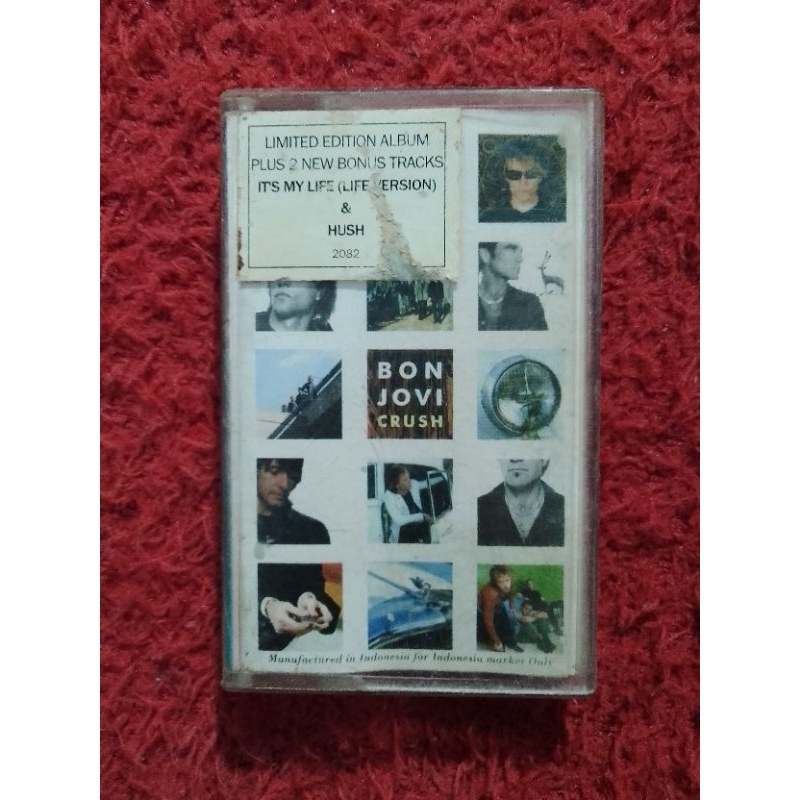 LIMITED EDITION ALBUM
PLUS 2 NEW BONUS TRACKS
IT'S MY LIFE (LIFE VERSION)
&
HUSH
2082
BON
JOVI
CRUSH
Manufactured in Indonesia for Indonesia market Only